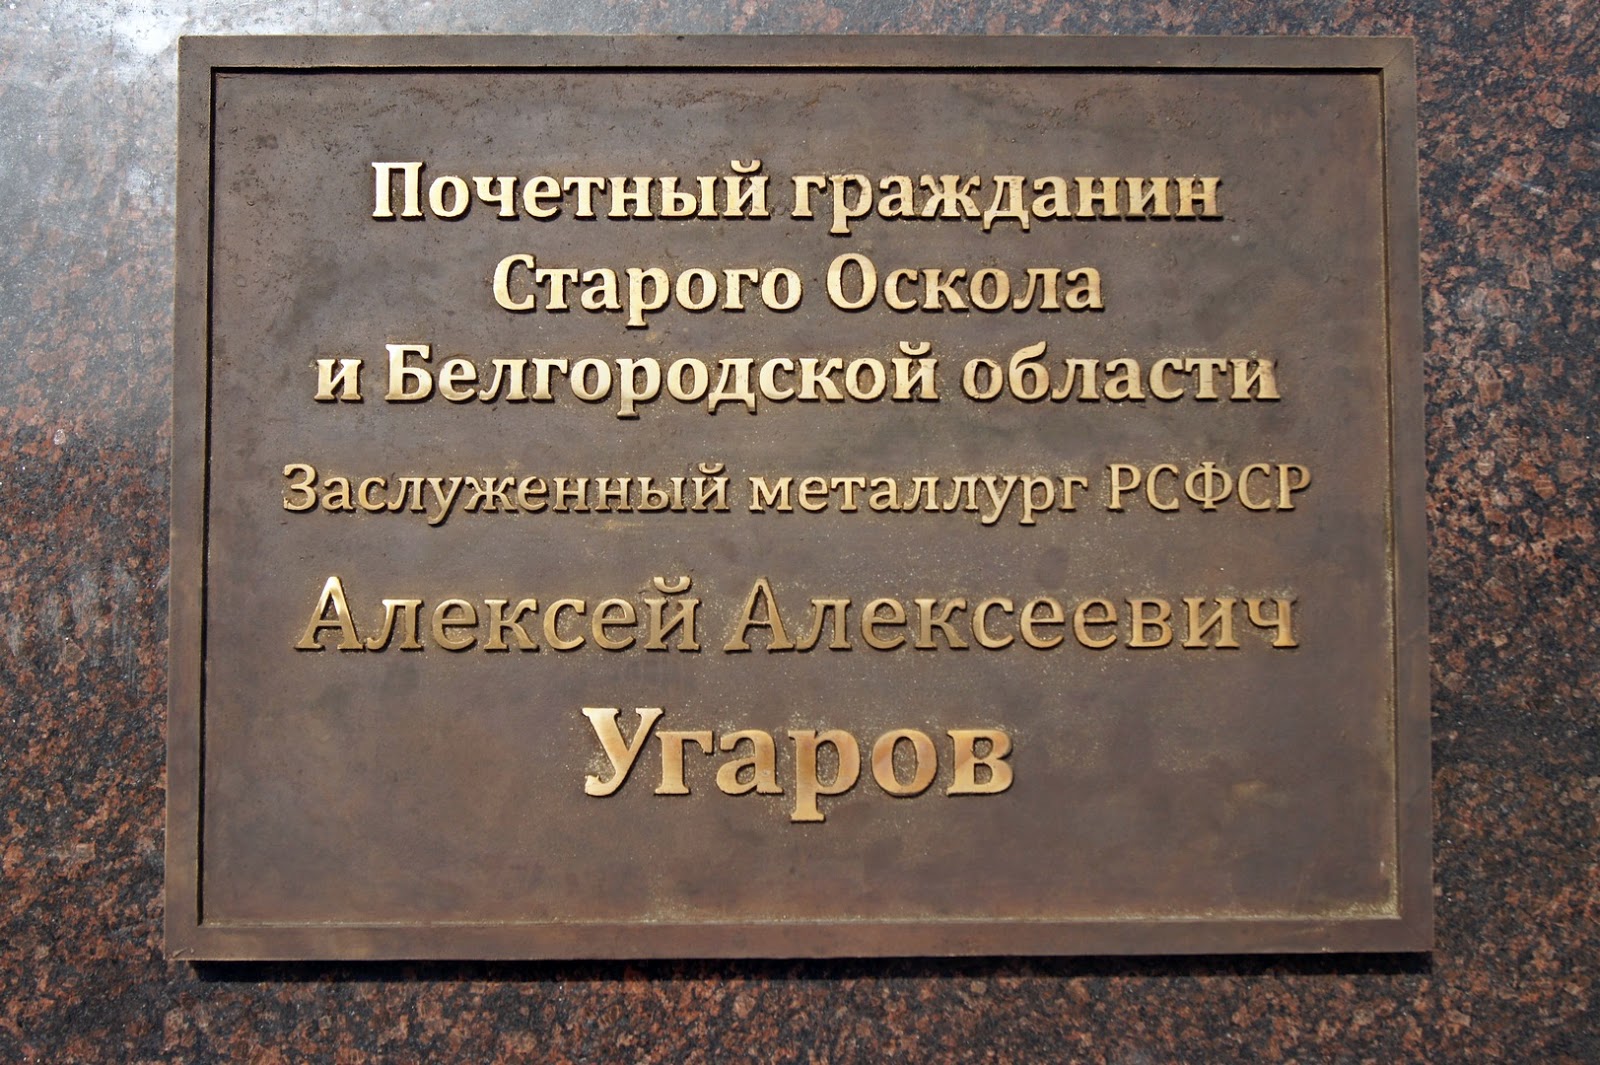 Почетный гражданин
Старого Оскола
и Белгородской области
Заслуженный металлург РСФСР
Алексей Алексеевич
Угаров